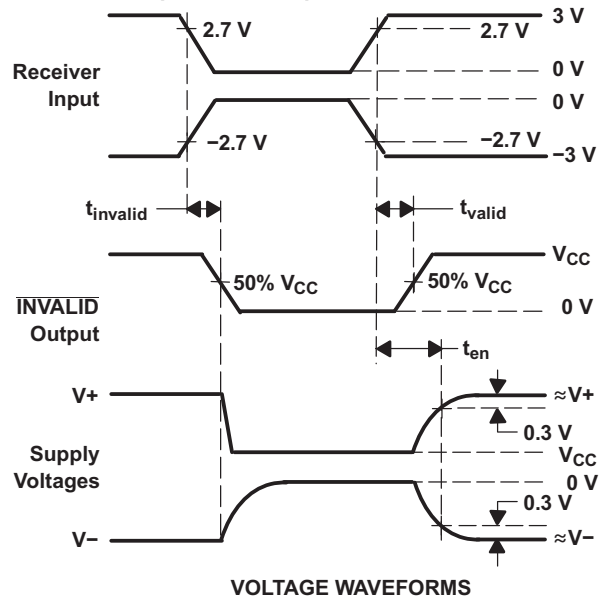 3 V
2.7 V
2.7 V
Receiver
Input
0 V
0 V
−2.7 V
−2.7 V
−3 V
tinvalid
tvalid
VCC
50% VCC
50% VCC
INVALID
Output
0 V
ten
V+
≈V+
0.3 V
Supply
Voltages
VCC
0 V
0.3 V
V−
≈V−
VOLTAGE WAVEFORMS